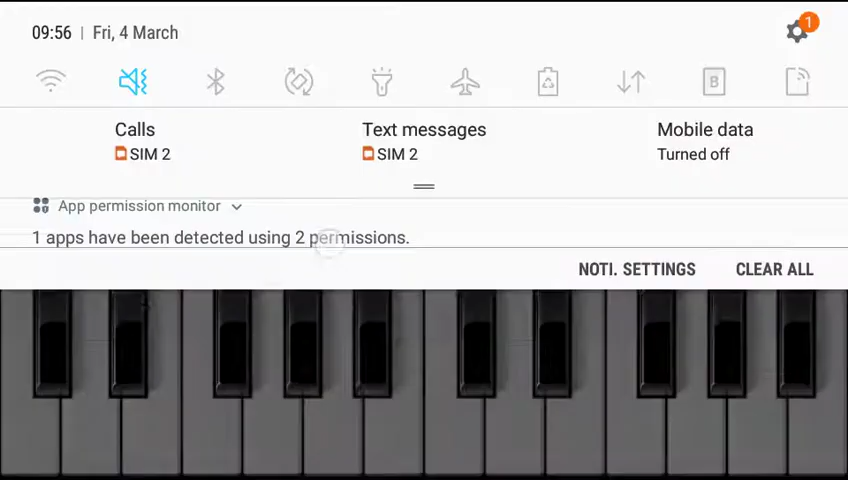 09:56 | Fri, 4 March
1
B
Calls
SIM 2
Text messages
SIM 2
Mobile data
Turned off
App permission monitor
1 apps have been detected using 2 permissions.
NOTI. SETTINGS
CLEAR ALL